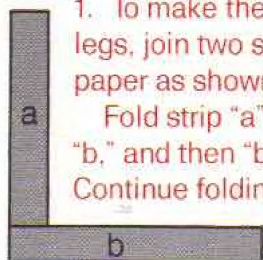 1. To make the
legs, join two s
paper as show
Fold strip "a"
"b," and then "b
Continue foldin
a
b